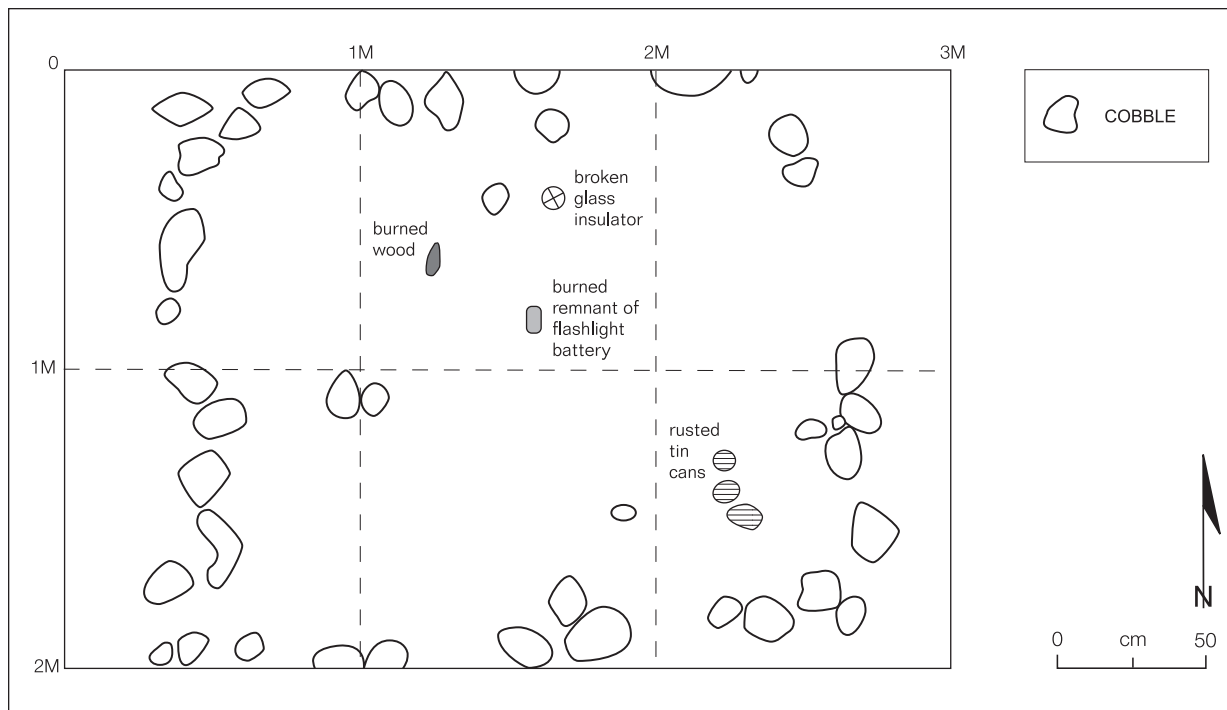 0
1M
2M
3M
COBBLE
broken
glass
insulator
burned
wood
burned
remnant of
flashlight
battery
1M
rusted
tin
cans
N
0 cm 50
2M